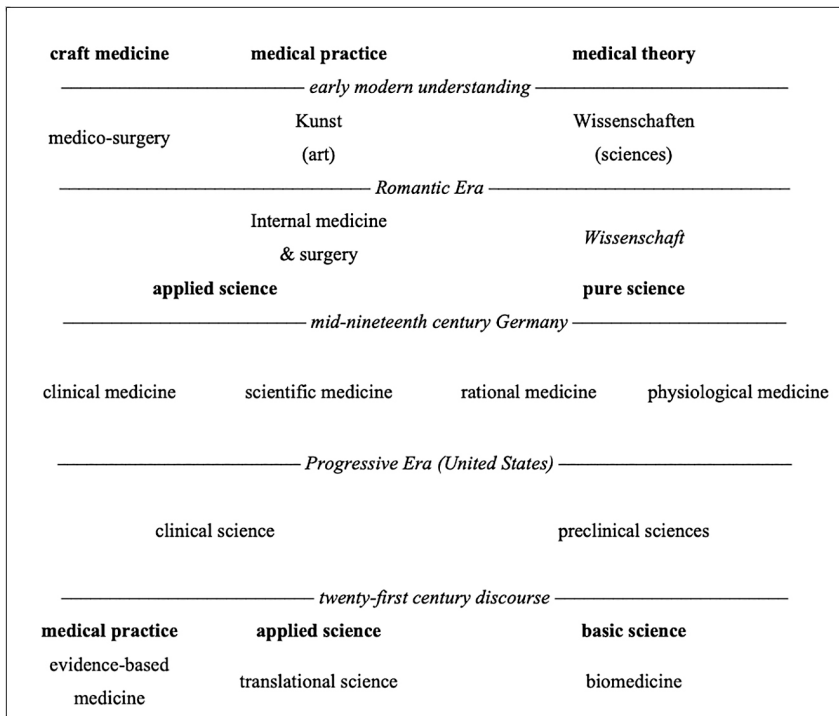 craft medicine medical practice medical theory
early modern understanding
medico-surgery Kunst (art) Wissenschaften (sciences)
Romantic Era
Internal medicine & surgery Wissenschaft
applied science pure science
mid-nineteenth century Germany
clinical medicine scientific medicine rational medicine physiological medicine
Progressive Era (United States)
clinical science preclinical sciences
twenty-first century discourse
medical practice applied science basic science
evidence-based medicine translational science biomedicine